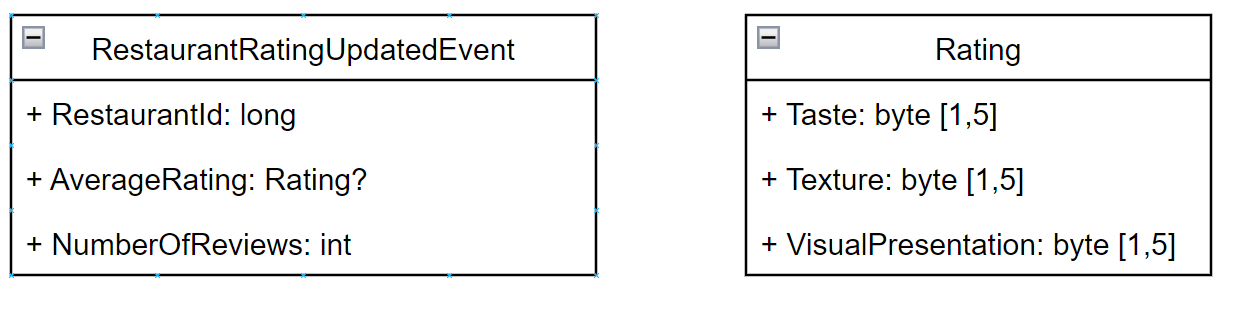 RestaurantRatingUpdatedEvent
+ RestaurantId: long
+ AverageRating: Rating?
+ NumberOfReviews: int
Rating
+ Taste: byte [1,5]
+ Texture: byte [1,5]
+ VisualPresentation: byte [1,5]